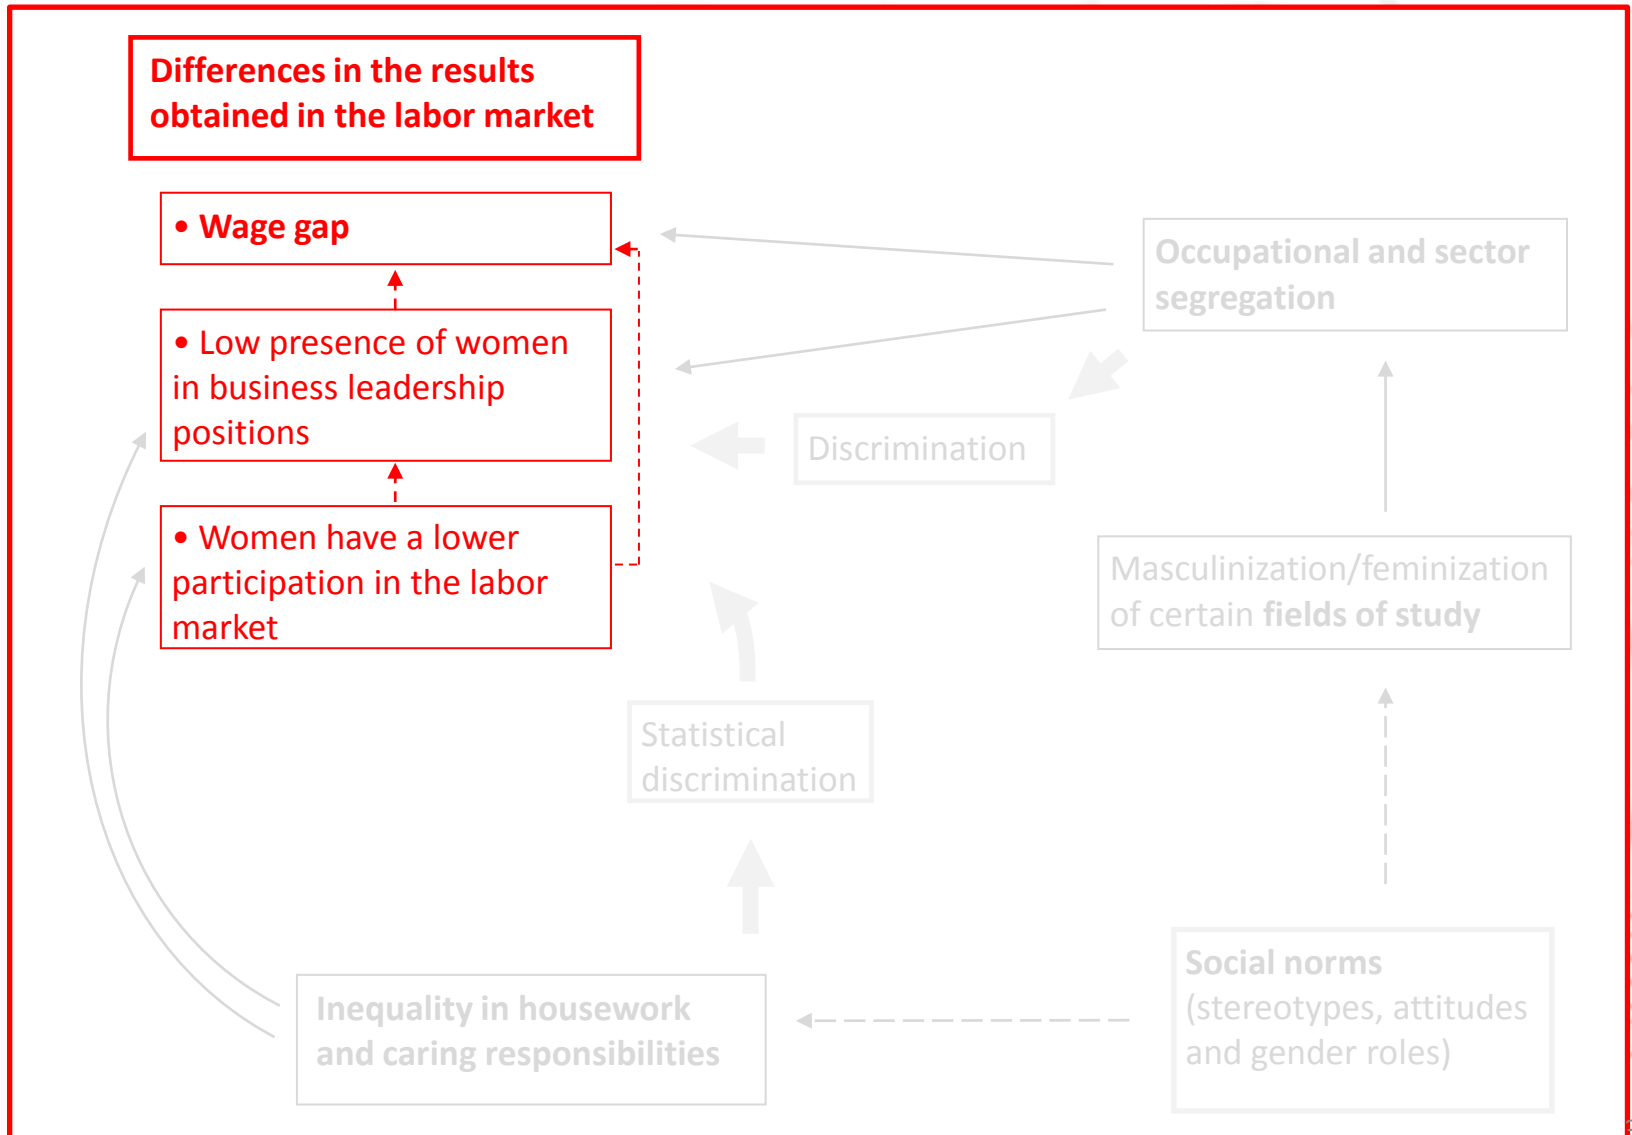 Differences in the results
obtained in the labor market
• Wage gap
• Low presence of women
in business leadership
positions
• Women have a lower
participation in the labor
market
Occupational and sector
segregation
Discrimination
Masculinization/feminization
of certain fields of study
Statistical
discrimination
Inequality in housework
and caring responsibilities
Social norms
(stereotypes, attitudes
and gender roles)